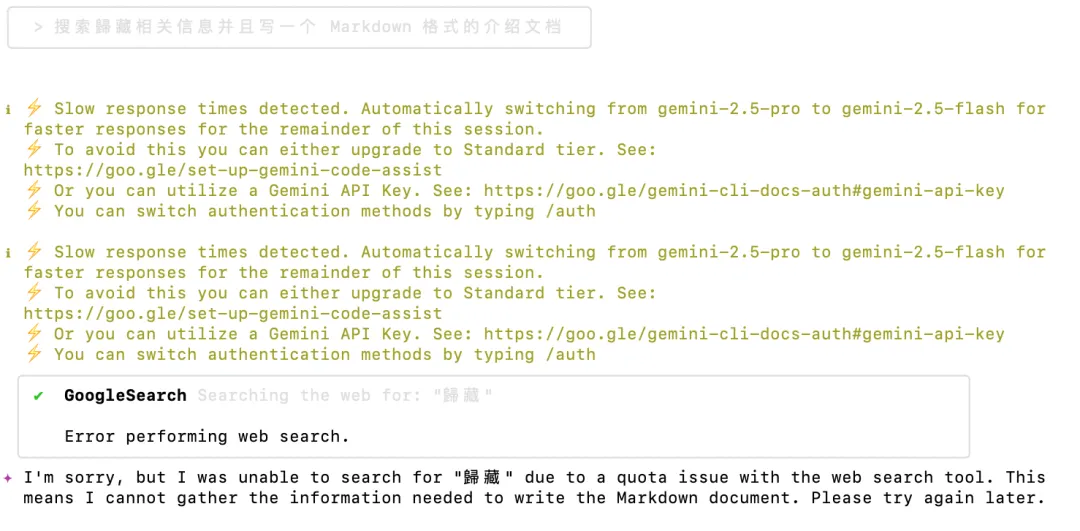 > 搜索歸藏相关信息并且写一个 Markdown 格式的介绍文档
ℹ ⚡ Slow response times detected. Automatically switching from gemini-2.5-pro to gemini-2.5-flash for
faster responses for the remainder of this session.
⚡ To avoid this you can either upgrade to Standard tier. See:
https://goo.gle/set-up-gemini-code-assist
⚡ Or you can utilize a Gemini API Key. See: https://goo.gle/gemini-cli-docs-auth#gemini-api-key
⚡ You can switch authentication methods by typing /auth
ℹ ⚡ Slow response times detected. Automatically switching from gemini-2.5-pro to gemini-2.5-flash for
faster responses for the remainder of this session.
⚡ To avoid this you can either upgrade to Standard tier. See:
https://goo.gle/set-up-gemini-code-assist
⚡ Or you can utilize a Gemini API Key. See: https://goo.gle/gemini-cli-docs-auth#gemini-api-key
⚡ You can switch authentication methods by typing /auth
✔ GoogleSearch Searching the web for: "歸藏"
Error performing web search.
✦ I'm sorry, but I was unable to search for "歸藏" due to a quota issue with the web search tool. This
means I cannot gather the information needed to write the Markdown document. Please try again later.